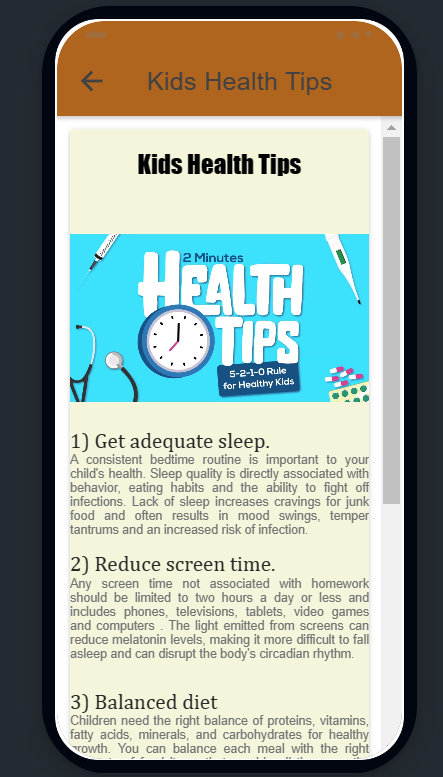 Kids Health Tips
Kids Health Tips
2 Minutes
HEALTH
TIPS
5-2-1-0 Rule
for Healthy Kids
1) Get adequate sleep.
A consistent bedtime routine is important to your
child's health. Sleep quality is directly associated with
behavior, eating habits and the ability to fight off
infections. Lack of sleep increases cravings for junk
food and often results in mood swings, temper
tantrums and an increased risk of infection.
2) Reduce screen time.
Any screen time not associated with homework
should be limited to two hours a day or less and
includes phones, televisions, tablets, video games
and computers . The light emitted from screens can
reduce melatonin levels, making it more difficult to fall
asleep and can disrupt the body's circadian rhythm.
3) Balanced diet
Children need the right balance of proteins, vitamins,
fatty acids, minerals, and carbohydrates for healthy
growth. You can balance each meal with the right